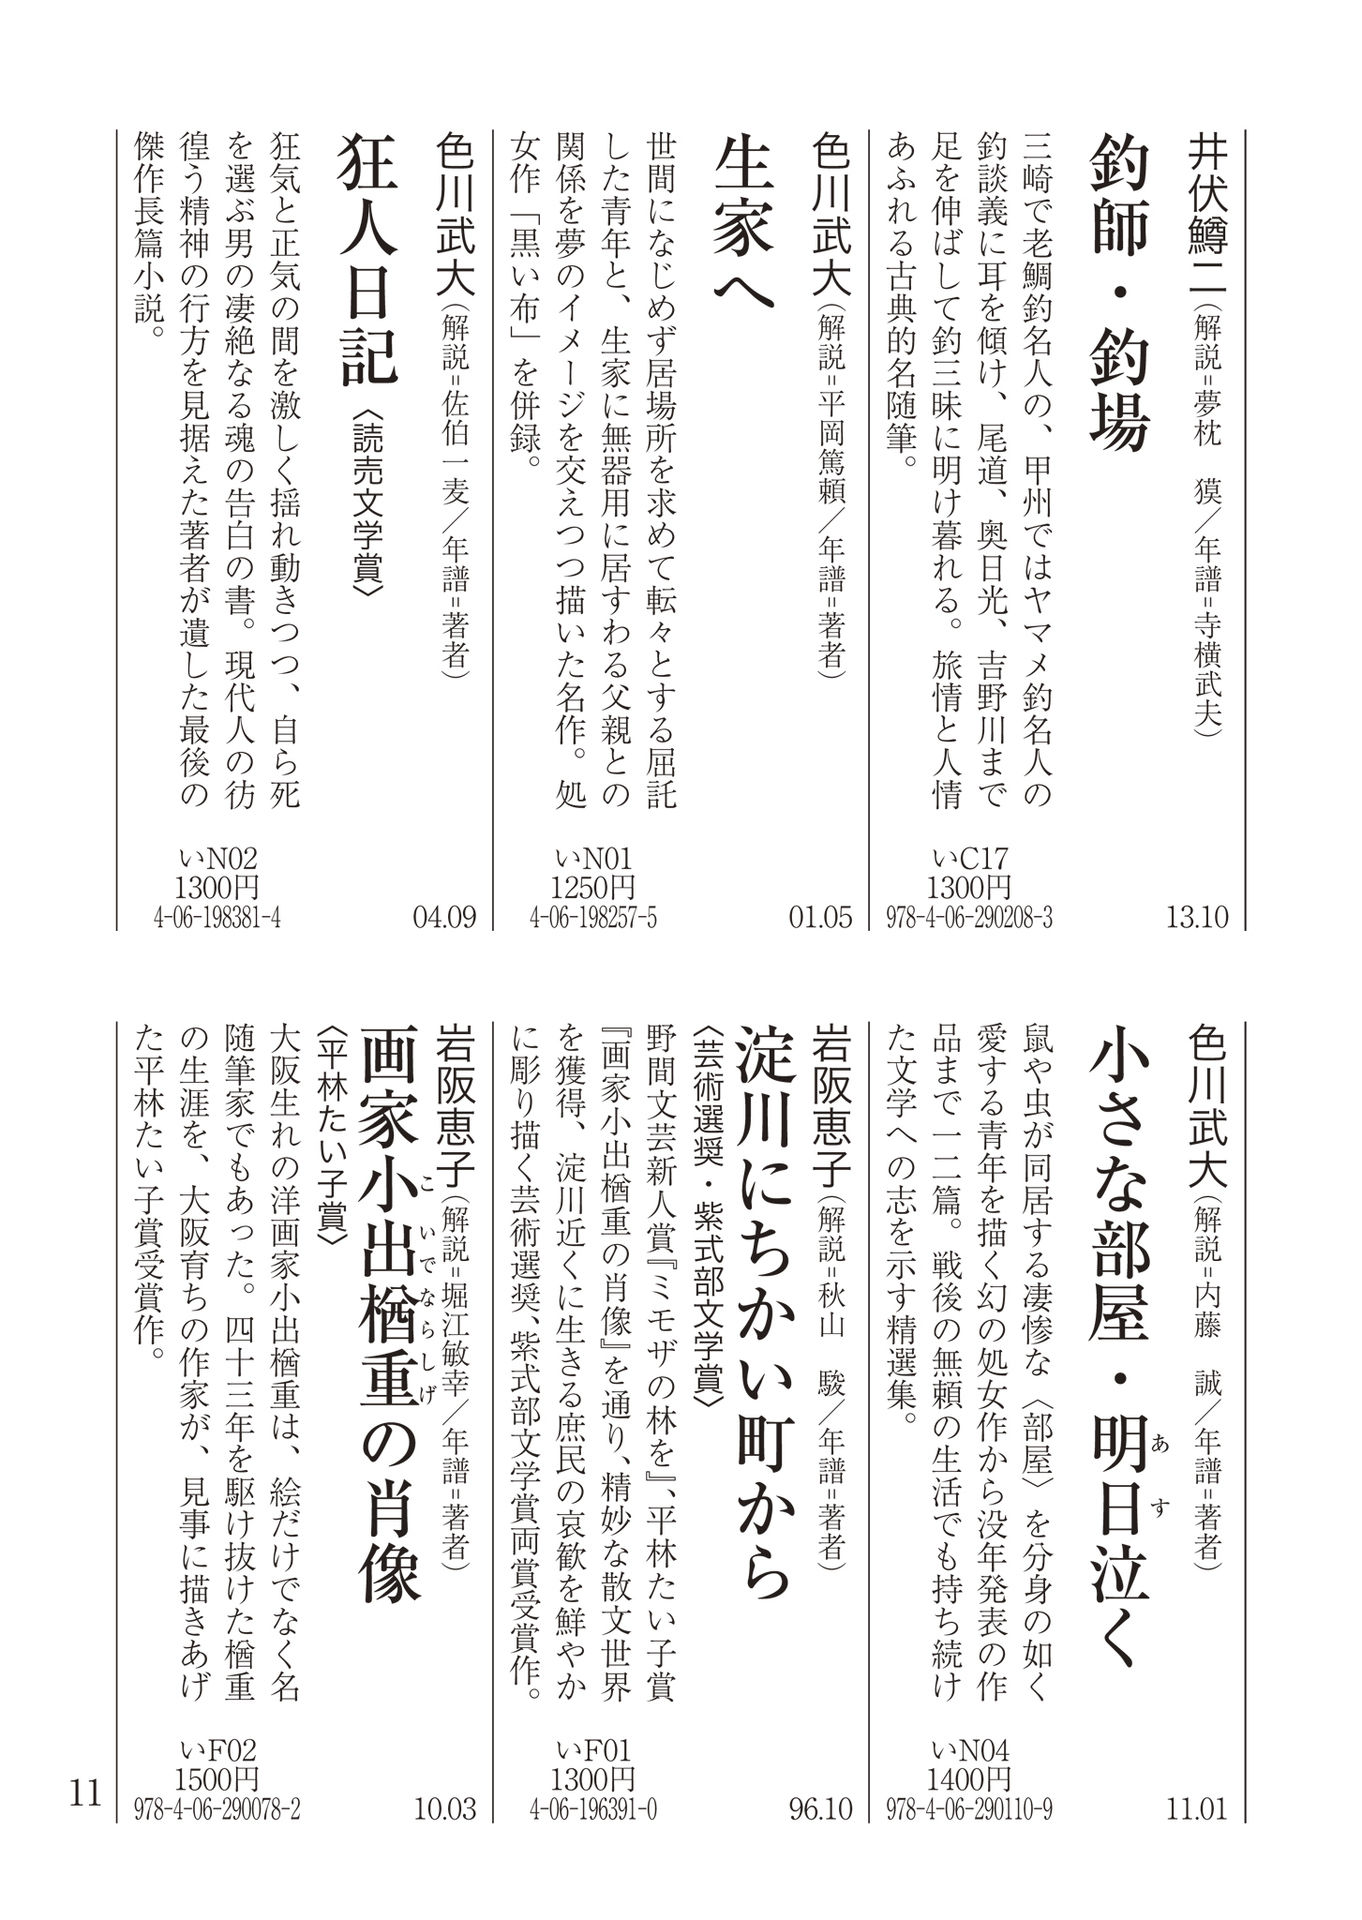 井伏鱒二（解説=夢枕　獏／年譜=寺横武夫）
釣師・釣場
三崎で老鯛釣名人の、甲州ではヤマメ釣名人の
釣談義に耳を傾け、尾道、奥日光、吉野川まで
足を伸ばして釣三昧に明け暮れる。旅情と人情
あふれる古典的名随筆。
いC17
1300円
978-4-06-290208-3
13.10
色川武大（解説=平岡篤頼／年譜=著者）
生家へ
世間になじめず居場所を求めて転々とする屈託
した青年と、生家に無器用に居すわる父親との
関係を夢のイメージを交えつつ描いた名作。処
女作「黒い布」を併録。
いN01
1250円
4-06-198257-5
01.05
色川武大（解説=佐伯一麦／年譜=著者）
狂人日記〈読売文学賞〉
狂気と正気の間を激しく揺れ動きつつ、自ら死
を選ぶ男の凄絶なる魂の告白の書。現代人の彷
徨う精神の行方を見据えた著者が遺した最後の
傑作長篇小説。
いN02
1300円
4-06-198381-4
04.09
色川武大（解説=内藤　誠／年譜=著者）
小さな部屋・明日泣く
あす
鼠や虫が同居する凄惨な〈部屋〉を分身の如く
愛する青年を描く幻の処女作から没年発表の作
品まで一二篇。戦後の無頼の生活でも持ち続け
た文学への志を示す精選集。
いN04
1400円
978-4-06-290110-9
11.01
岩阪恵子（解説=秋山　駿／年譜=著者）
淀川にちかい町から
〈芸術選奨・紫式部文学賞〉
野間文芸新人賞『ミモザの林を』、平林たい子賞
『画家小出楢重の肖像』を通り、精妙な散文世界
を獲得、淀川近くに生きる庶民の哀歓を鮮やか
に彫り描く芸術選奨、紫式部文学賞両賞受賞作。
いF01
1300円
4-06-196391-0
96.10
岩阪恵子（解説=堀江敏幸／年譜=著者）
画家小出楢重の肖像
こいでならしげ
〈平林たい子賞〉
大阪生れの洋画家小出楢重は、絵だけでなく名
随筆家でもあった。四十三年を駆け抜けた楢重
の生涯を、大阪育ちの作家が、見事に描きあげ
た平林たい子賞受賞作。
いF02
1500円
978-4-06-290078-2
10.03
11